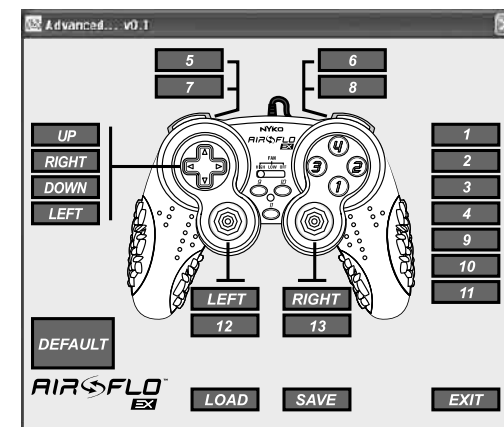 Advanced... v0.1
5
6
7
8
UP
RIGHT
DOWN
LEFT
NYKO
AIRFLO
EX
FAN
HIGH LOW OFF
4
3
2
1
11
1
2
3
4
9
10
11
LEFT
RIGHT
12
13
DEFAULT
AIRFLO
EX
LOAD
SAVE
EXIT